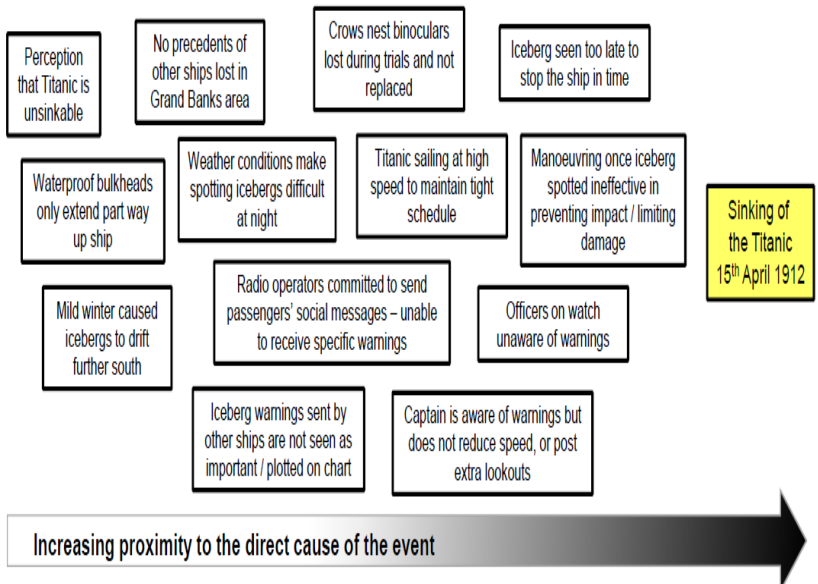 Perception
that Titanic is
unsinkable
No precedents of
other ships lost in
Grand Banks area
Crows nest binoculars
lost during trials and not
replaced
Iceberg seen too late to
stop the ship in time
Waterproof bulkheads
only extend part way
up ship
Weather conditions make
spotting icebergs difficult
at night
Titanic sailing at high
speed to maintain tight
schedule
Manoeuvring once iceberg
spotted ineffective in
preventing impact / limiting
damage
Sinking of
the Titanic
15th April 1912
Mild winter caused
icebergs to drift
further south
Radio operators committed to send
passengers' social messages – unable
to receive specific warnings
Officers on watch
unaware of warnings
Iceberg warnings sent by
other ships are not seen as
important / plotted on chart
Captain is aware of warnings but
does not reduce speed, or post
extra lookouts
Increasing proximity to the direct cause of the event